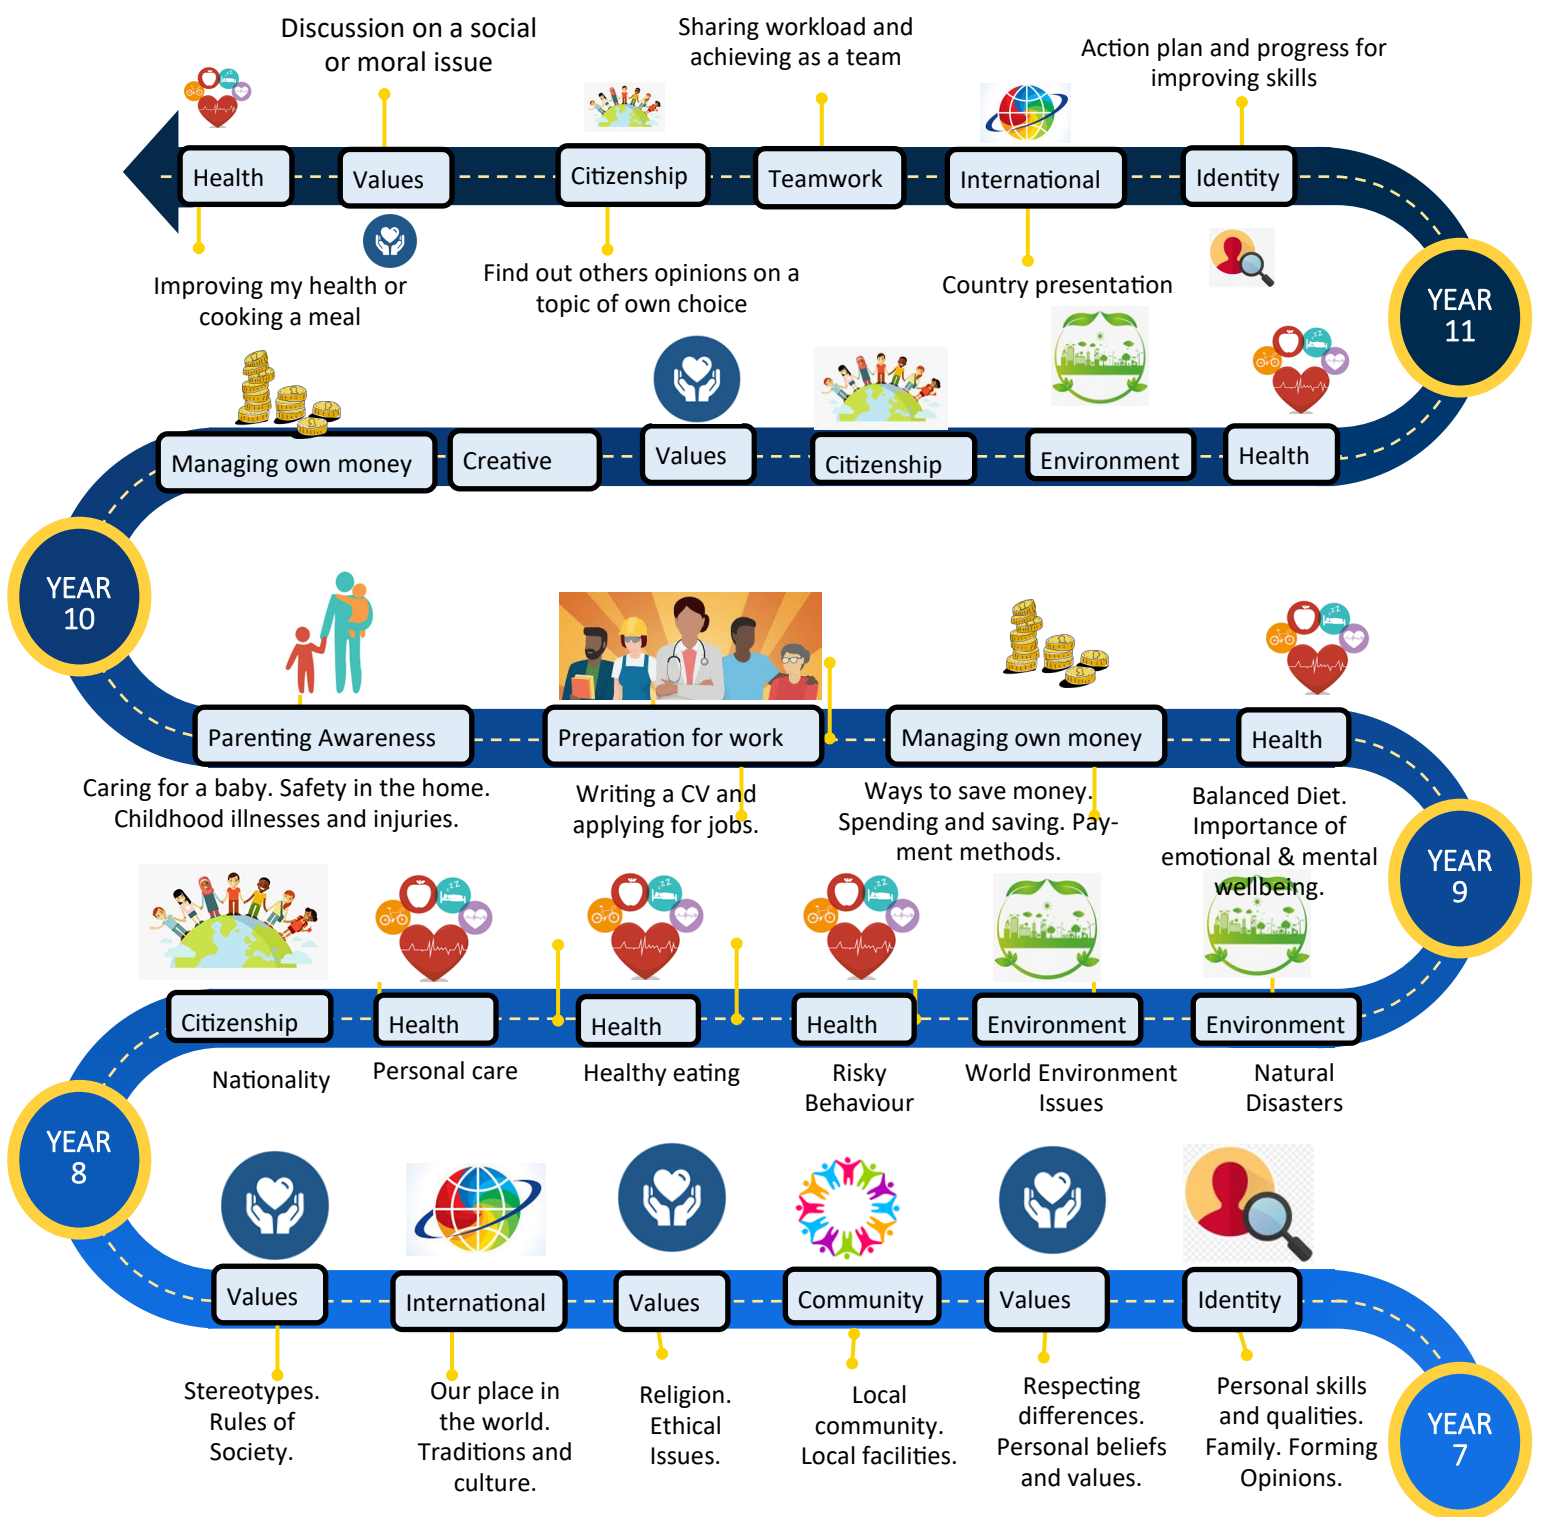 Discussion on a social
or moral issue
Sharing workload and
achieving as a team
Action plan and progress for
improving skills
Health
Values
Citizenship
Teamwork
International
Identity
Improving my health or
cooking a meal
Find out others opinions on a
topic of own choice
Country presentation
YEAR
11
Managing own money
Creative
Values
Citizenship
Environment
Health
YEAR
10
Parenting Awareness
Preparation for work
Managing own money
Health
Caring for a baby. Safety in the home.
Childhood illnesses and injuries.
Writing a CV and
applying for jobs.
Ways to save money.
Spending and saving. Pay-
ment methods.
Balanced Diet.
Importance of
emotional & mental
wellbeing.
YEAR
9
Citizenship
Health
Health
Health
Environment
Environment
Nationality
Personal care
Healthy eating
Risky
Behaviour
World Environment
Issues
Natural
Disasters
YEAR
8
Values
International
Values
Community
Values
Identity
Stereotypes.
Rules of
Society.
Our place in
the world.
Traditions and
culture.
Religion.
Ethical
Issues.
Local
community.
Local facilities.
Respecting
differences.
Personal beliefs
and values.
Personal skills
and qualities.
Family. Forming
Opinions.
YEAR
7